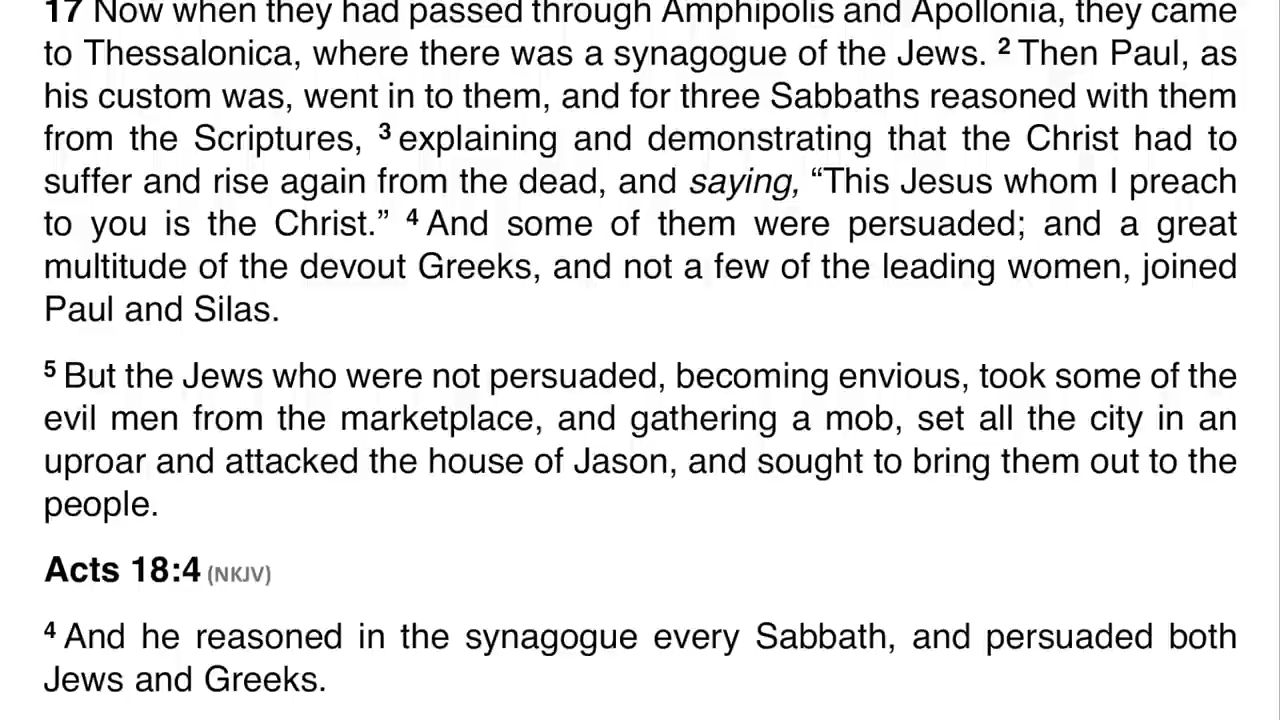 17 Now when they had passed through Amphipolis and Apollonia, they came
to Thessalonica, where there was a synagogue of the Jews. 2 Then Paul, as
his custom was, went in to them, and for three Sabbaths reasoned with them
from the Scriptures, 3 explaining and demonstrating that the Christ had to
suffer and rise again from the dead, and saying, “This Jesus whom I preach
to you is the Christ.” 4 And some of them were persuaded; and a great
multitude of the devout Greeks, and not a few of the leading women, joined
Paul and Silas.
5 But the Jews who were not persuaded, becoming envious, took some of the
evil men from the marketplace, and gathering a mob, set all the city in an
uproar and attacked the house of Jason, and sought to bring them out to the
people.
Acts 18:4 (NKJV)
4 And he reasoned in the synagogue every Sabbath, and persuaded both
Jews and Greeks.